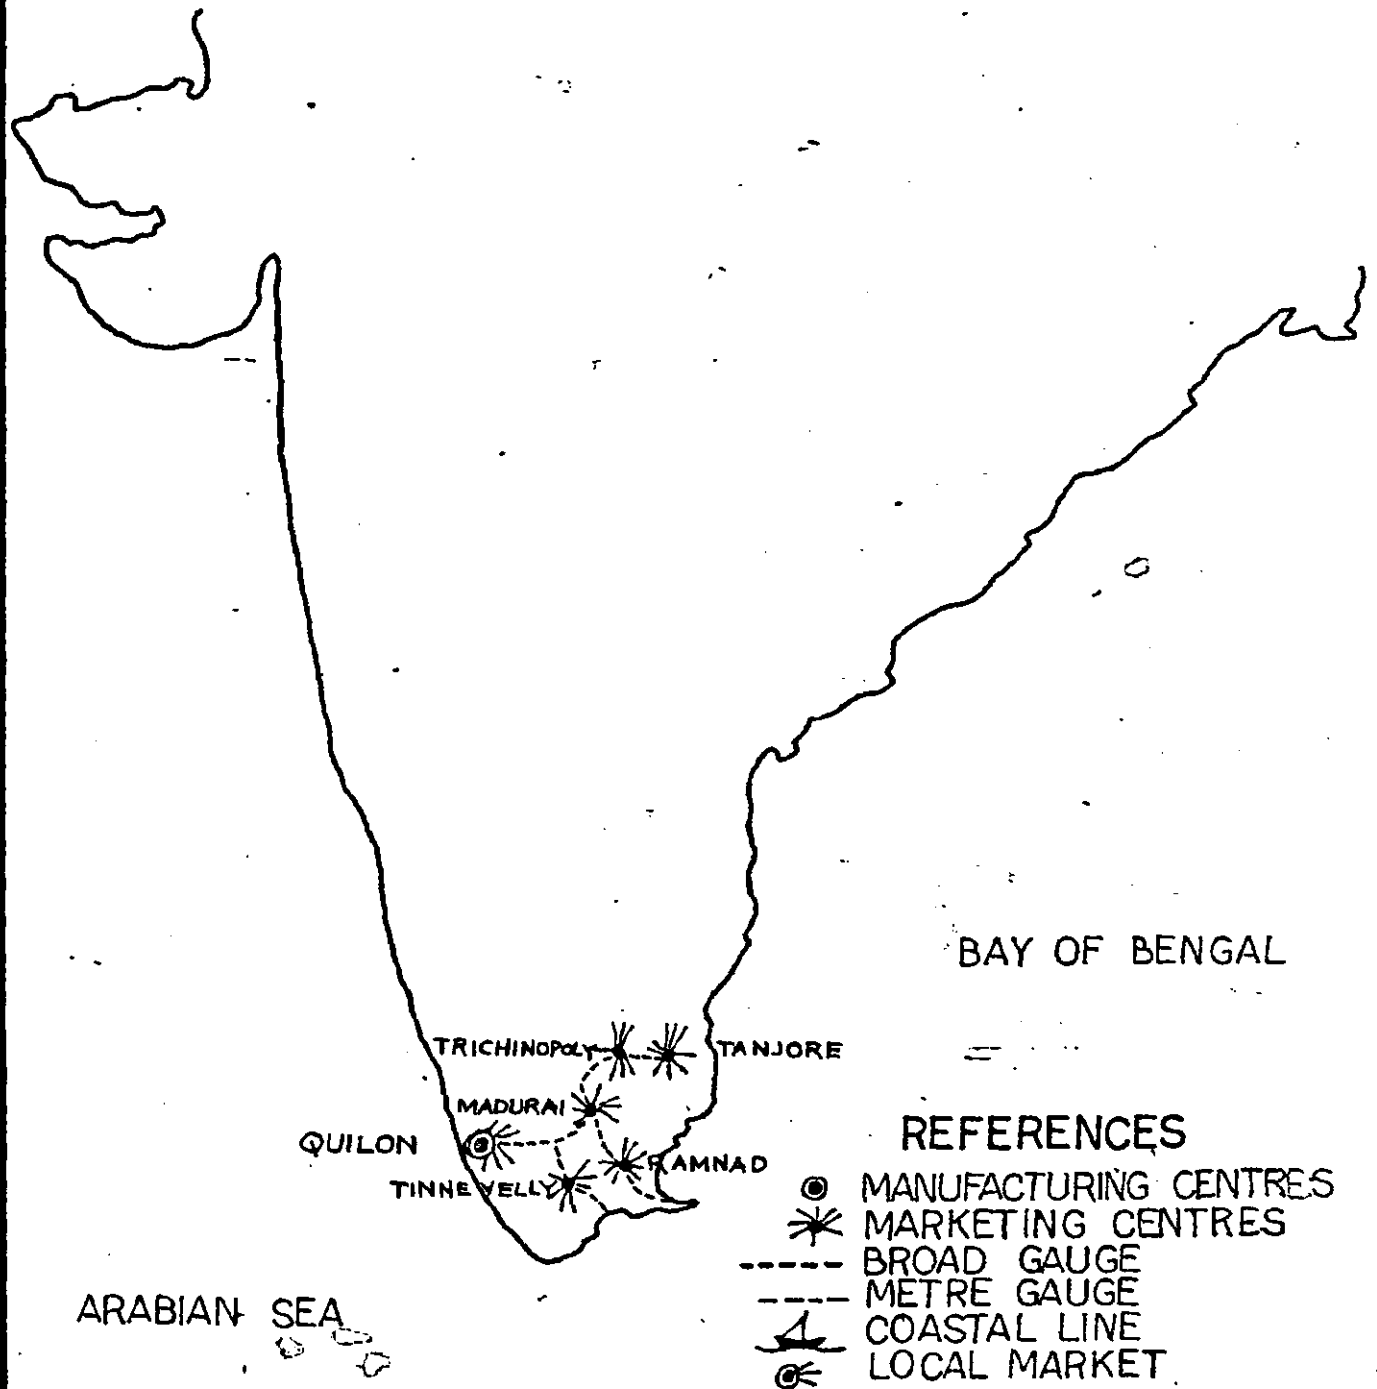 BAY OF BENGAL
TRICHINOPOLY
TANJORE
MADURAI
QUILON
RAMNAD
TINNEVELLY
ARABIAN SEA
REFERENCES
MANUFACTURING CENTRES
MARKETING CENTRES
BROAD GAUGE
METRE GAUGE
COASTAL LINE
LOCAL MARKET